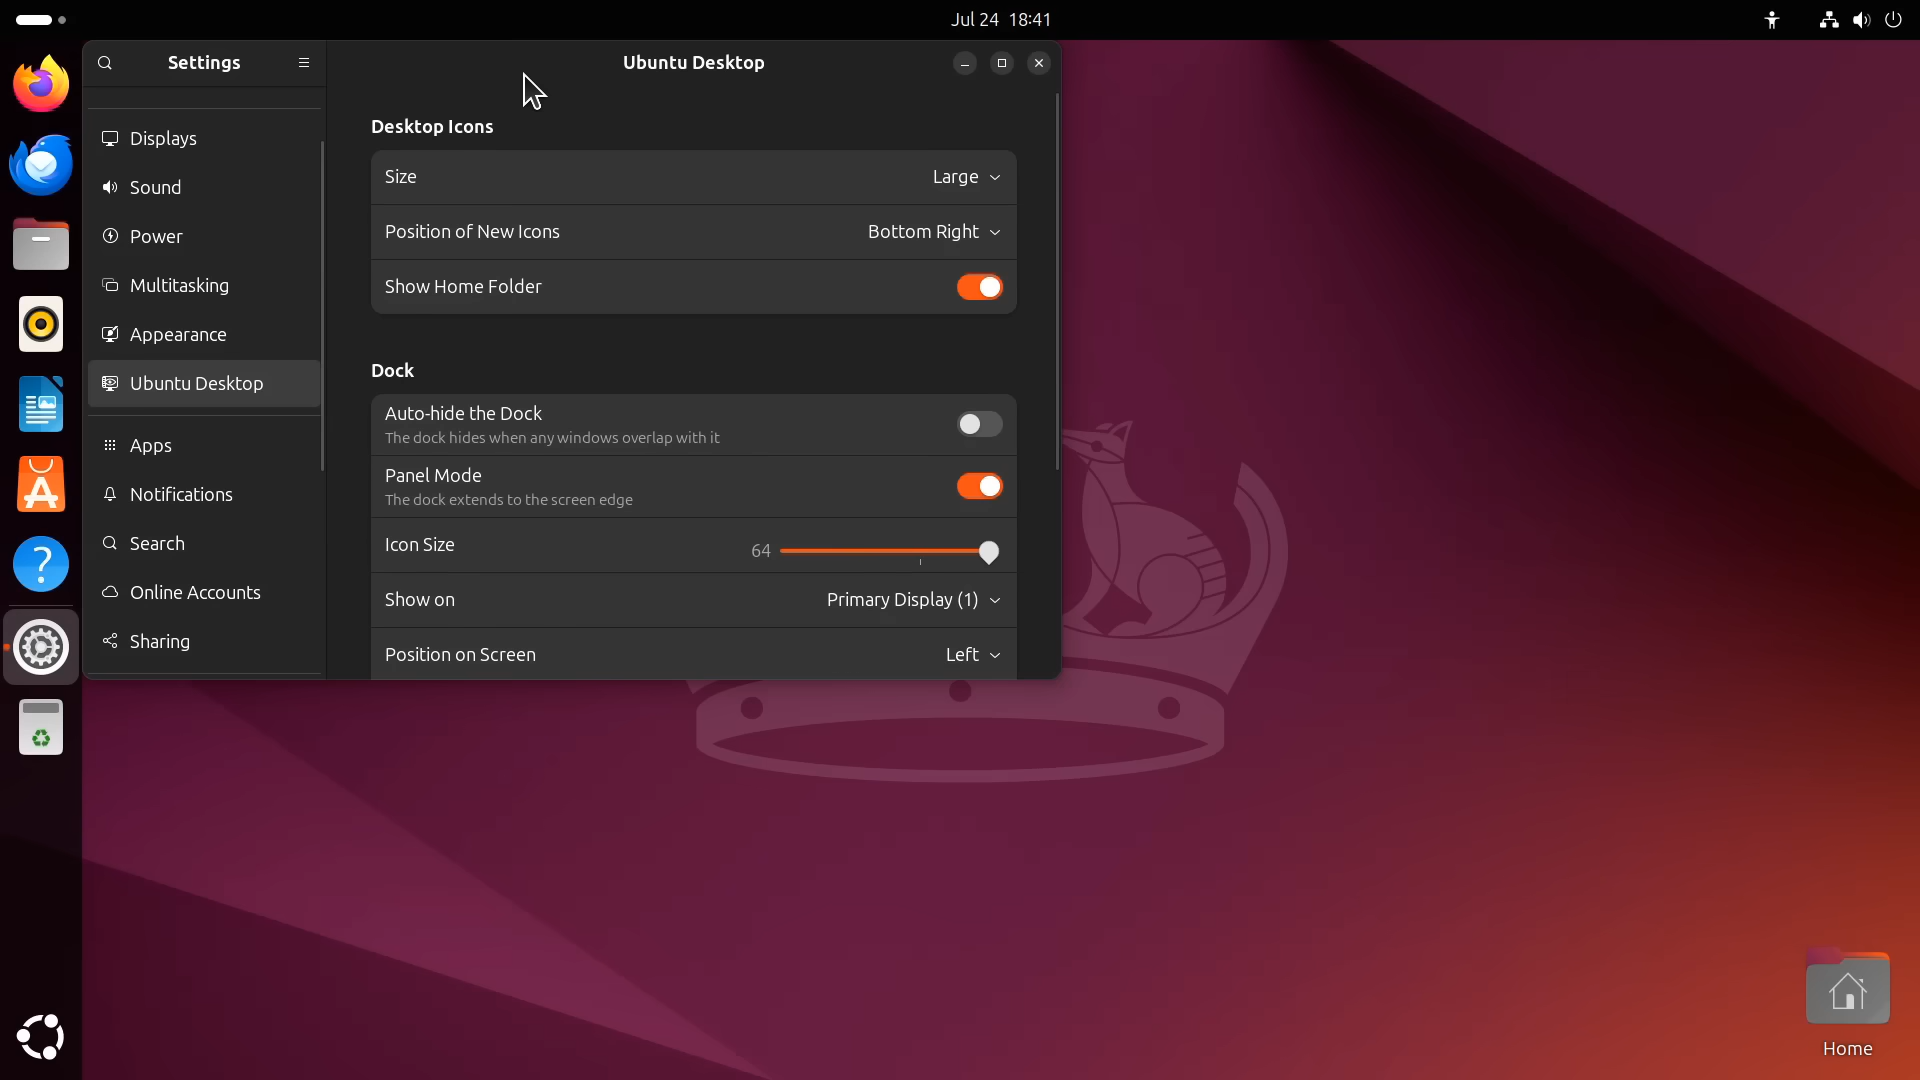 Jul 24 18:41
Settings
Ubuntu Desktop
Displays
Sound
Power
Multitasking
Appearance
Ubuntu Desktop
Apps
Notifications
Search
Online Accounts
Sharing
Desktop Icons
Size Large
Position of New Icons Bottom Right
Show Home Folder
Dock
Auto-hide the Dock
The dock hides when any windows overlap with it
Panel Mode
The dock extends to the screen edge
Icon Size 64
Show on Primary Display (1)
Position on Screen Left
Home